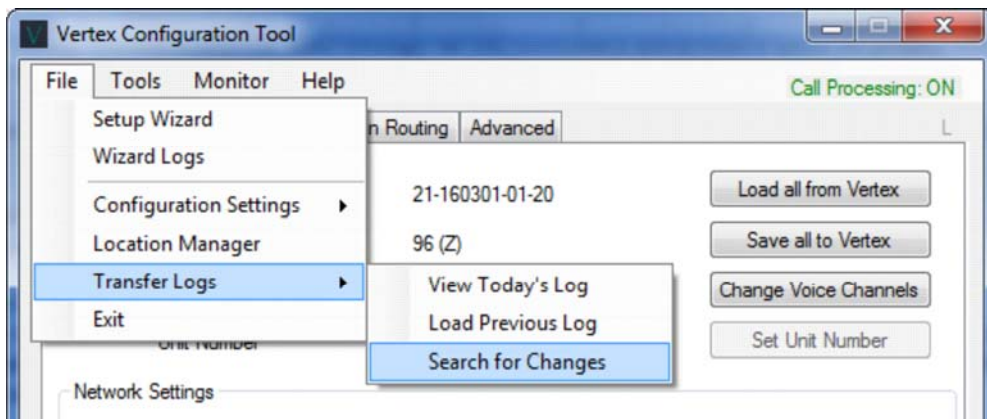 Vertex Configuration Tool
File Tools Monitor Help
Call Processing: ON
Setup Wizard
Wizard Logs
Configuration Settings
Location Manager
Transfer Logs
Exit
n Routing Advanced
L
21-160301-01-20
96 (Z)
Load all from Vertex
Save all to Vertex
Change Voice Channels
Set Unit Number
View Today's Log
Load Previous Log
Search for Changes
Unit Number
Network Settings